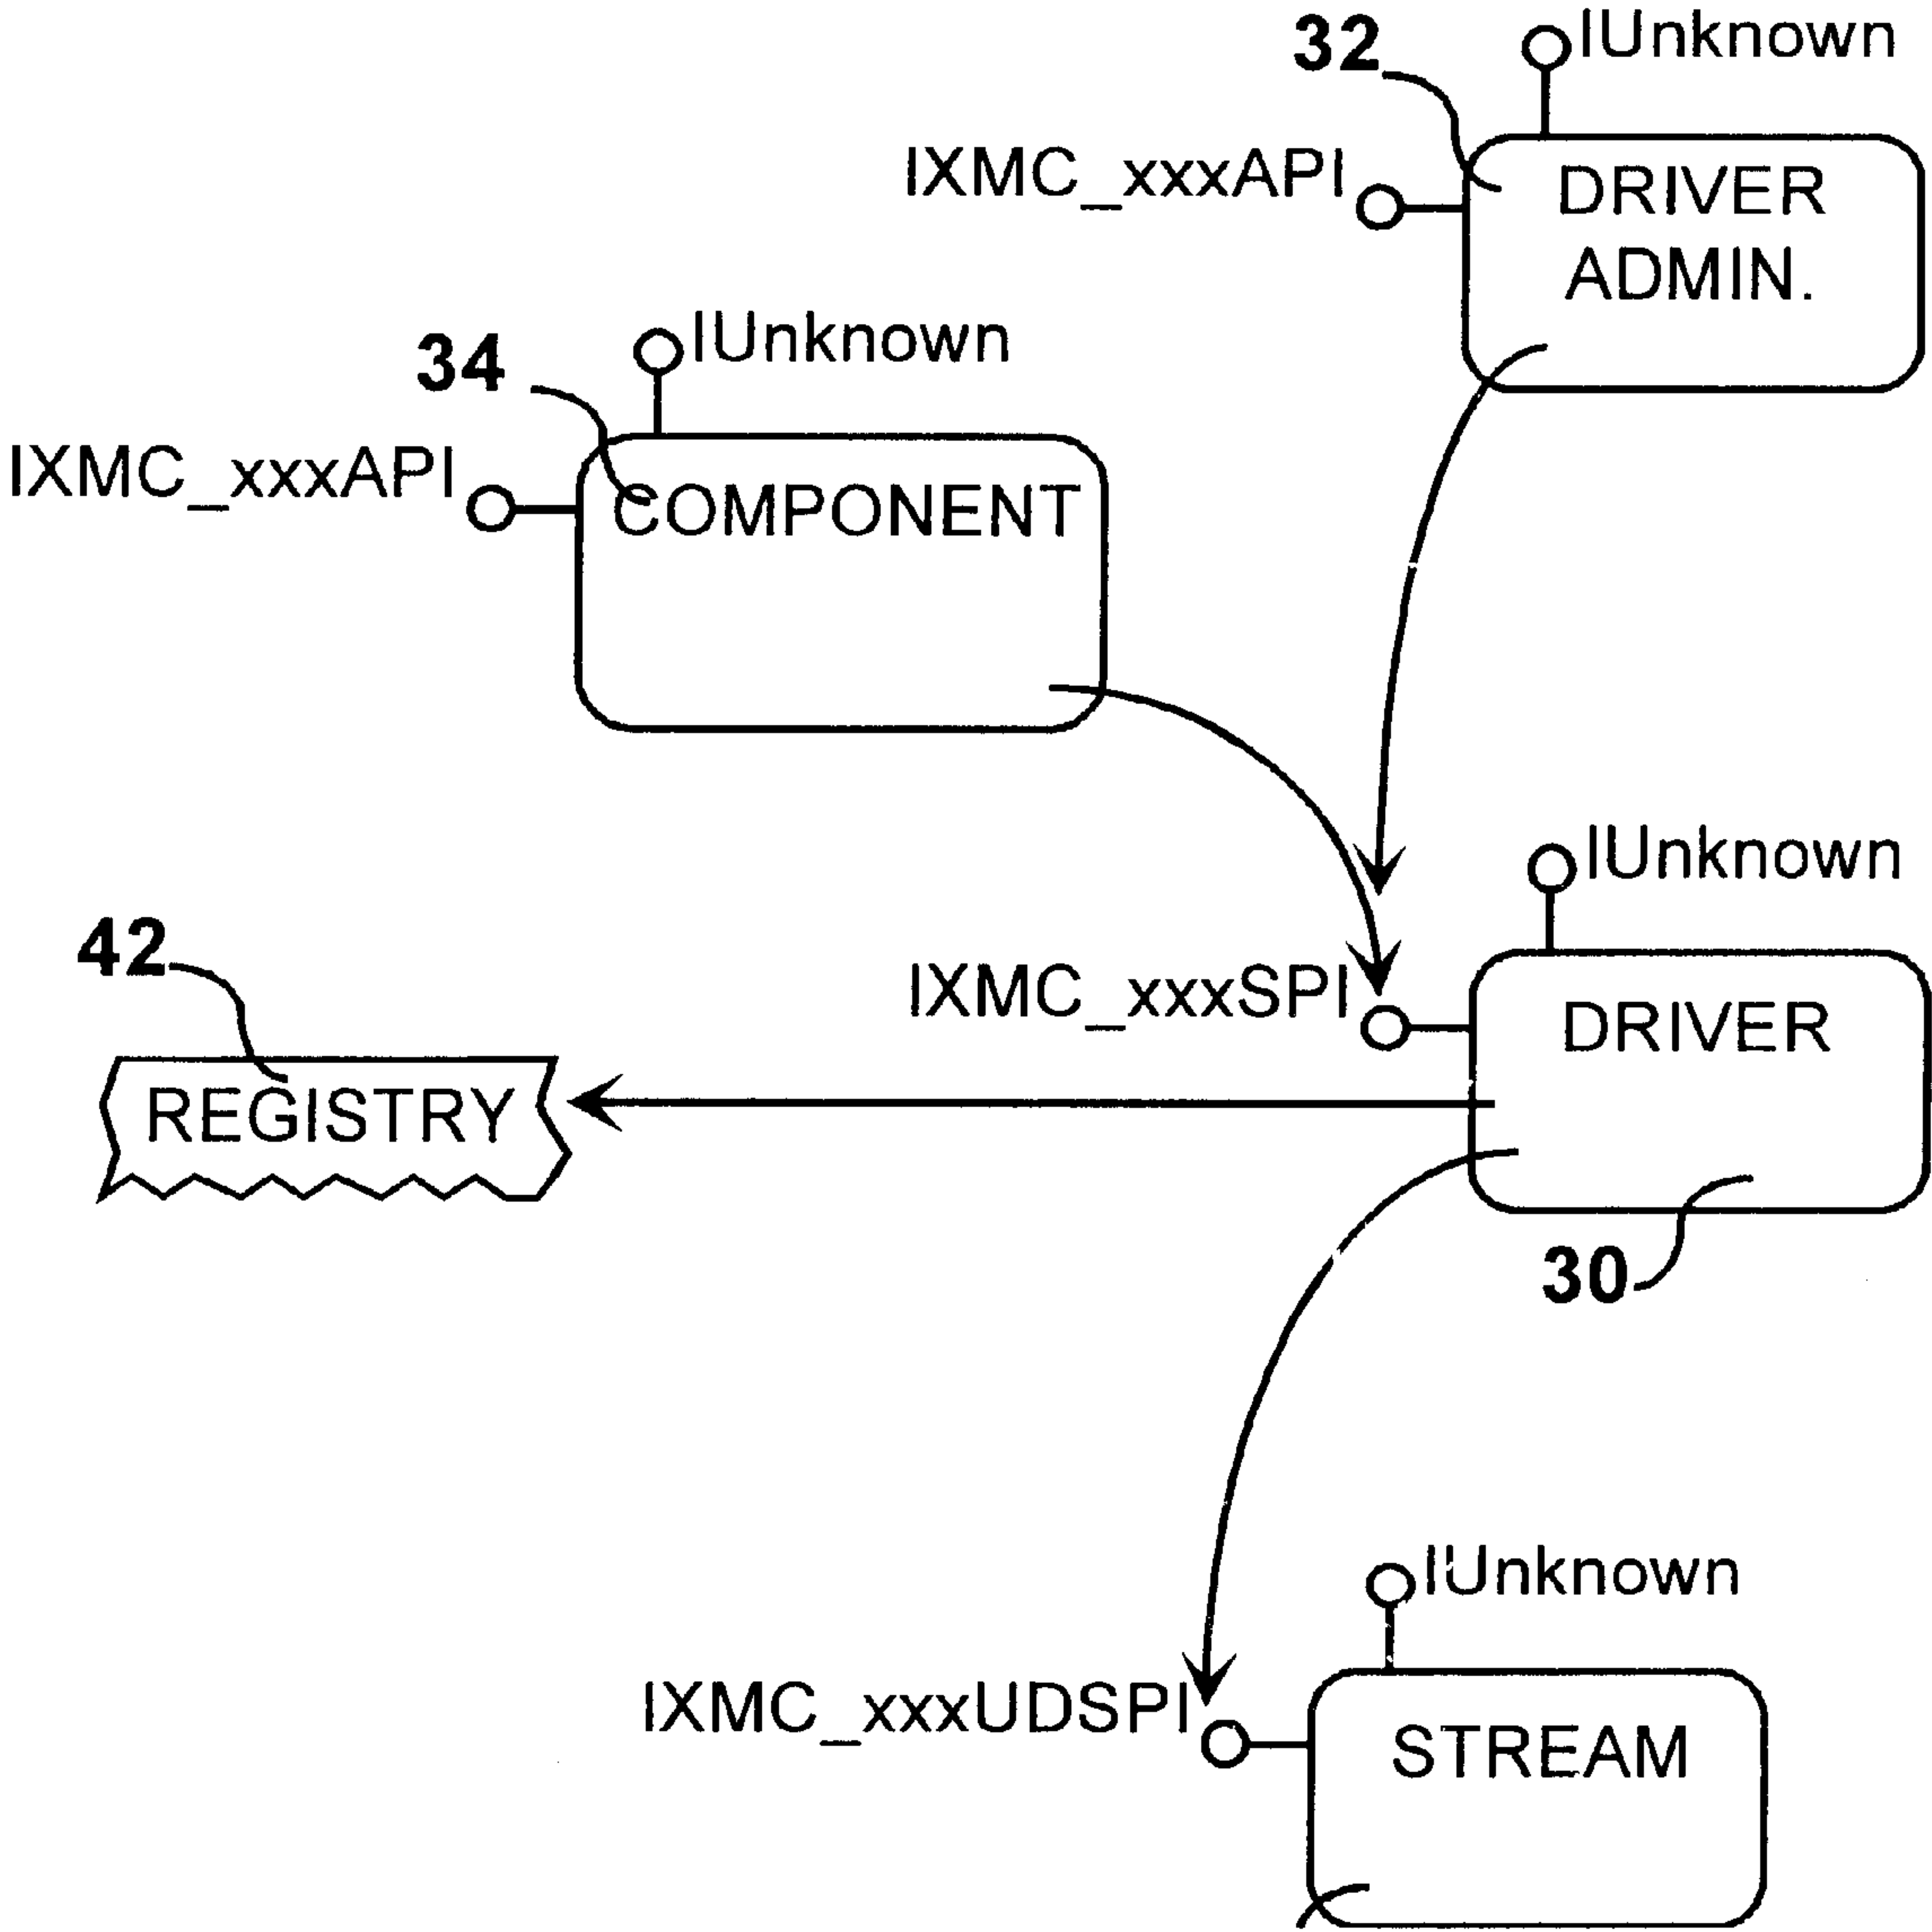 32
IUnknown
IXMC_xxxAPI
DRIVER
ADMIN.
34
IUnknown
IXMC_xxxAPI
COMPONENT
IUnknown
42
IXMC_xxxSPI
DRIVER
REGISTRY
30
IUnknown
IXMC_xxxUDSPI
STREAM